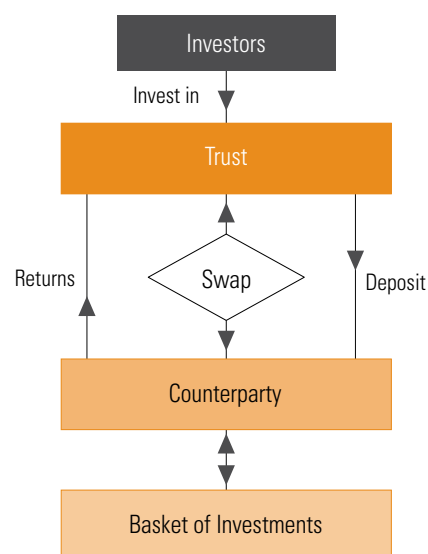 Investors
Invest in
Trust
Returns
Swap
Deposit
Counterparty
Basket of Investments